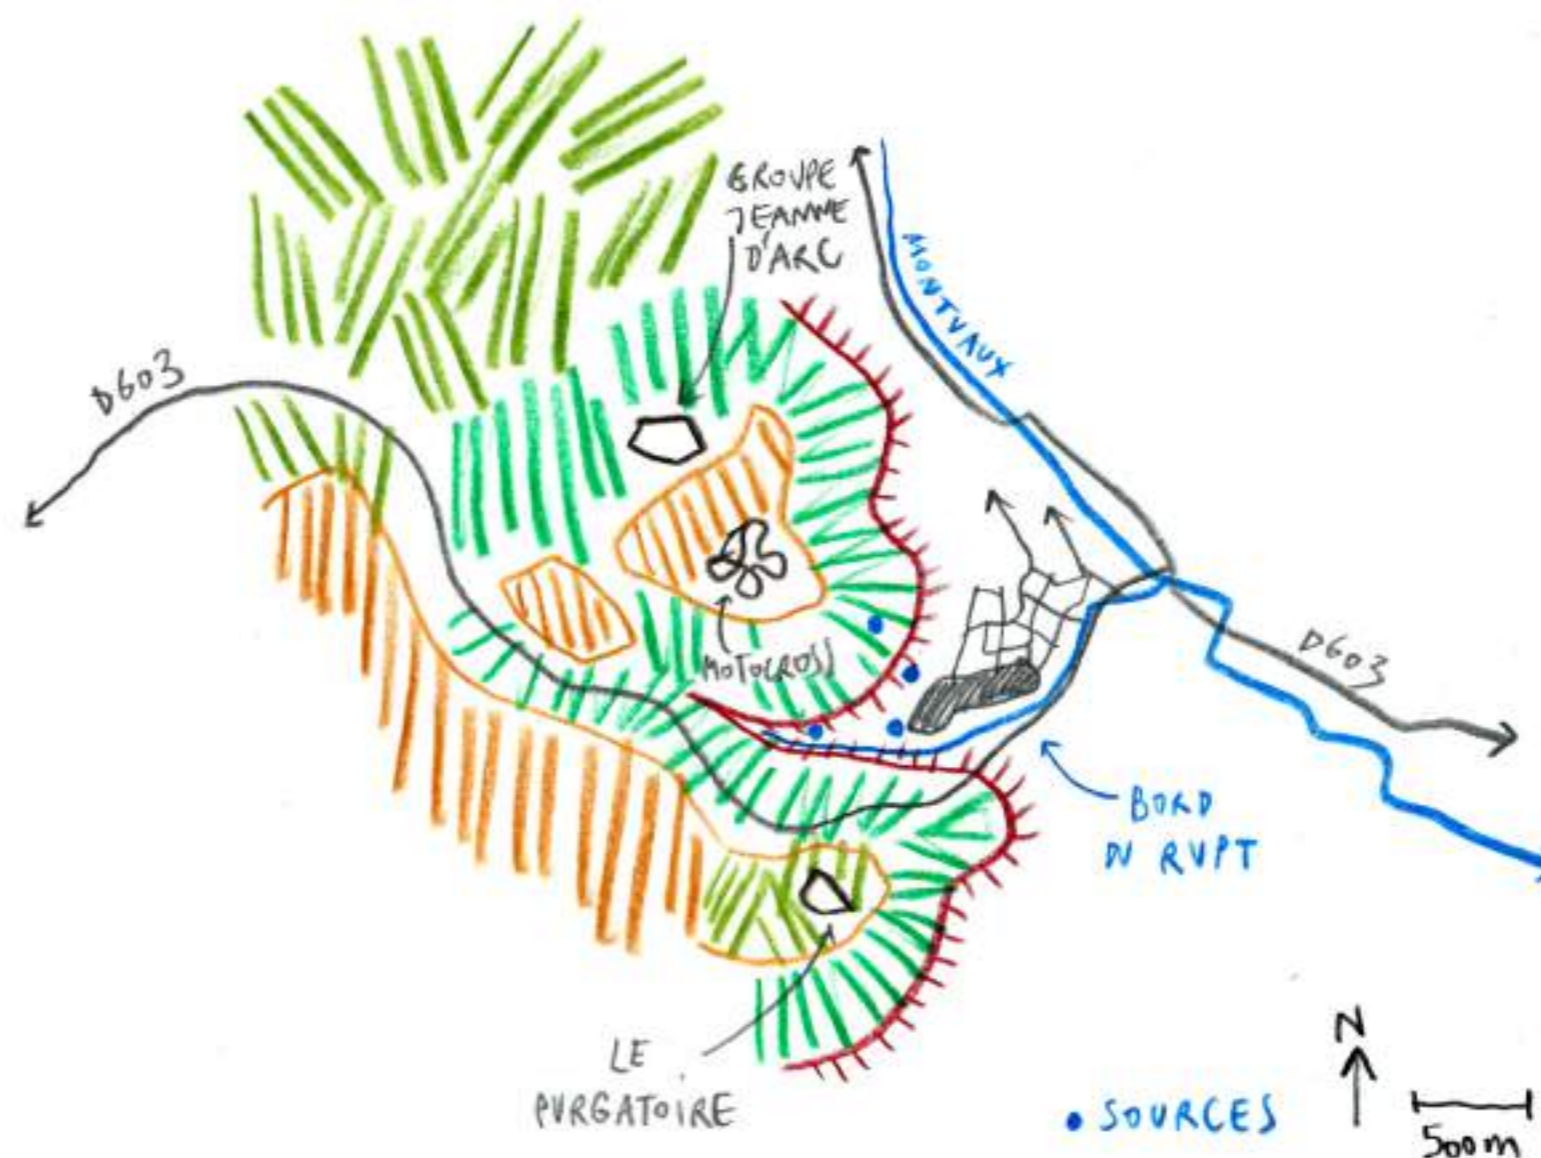 GROUPE
JEANNE
D'ARC
MONTVAUX
D603
MOTOCROSS
D603
BORD
DU RUPT
LE
PURGATOIRE
N
SOURCES
500m